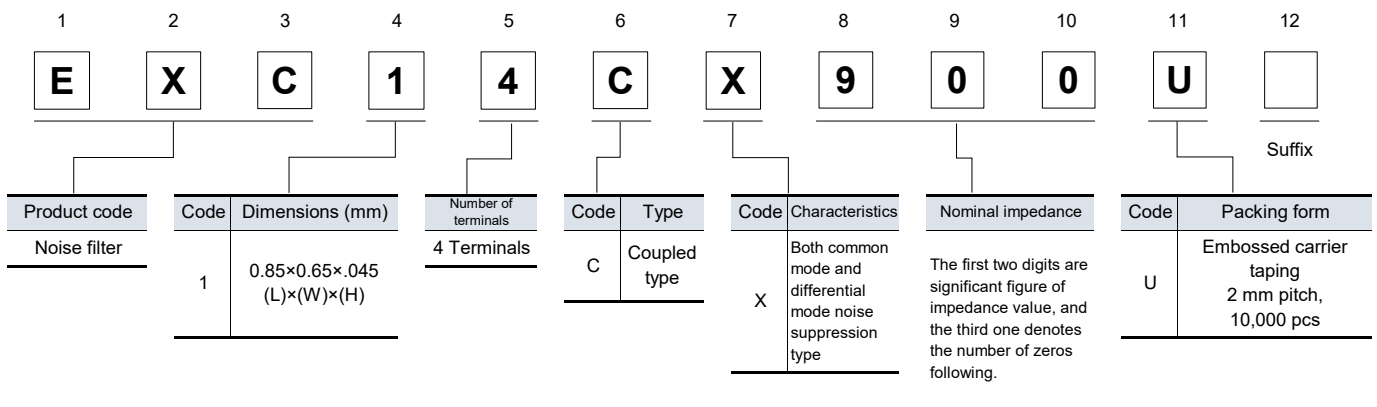 1 2 3 4 5 6 7 8 9 10 11 12
E X C 1 4 C X 9 0 0 U
Suffix
Product code
Noise filter
Code Dimensions (mm)
1
0.85×0.65×.045
(L)×(W)×(H)
Number of
terminals
4 Terminals
Code Type
C
Coupled
type
Code Characteristics
X
Both common
mode and
differential
mode noise
suppression
type
Nominal impedance
The first two digits are
significant figure of
impedance value, and
the third one denotes
the number of zeros
following.
Code Packing form
U
Embossed carrier
taping
2 mm pitch,
10,000 pcs